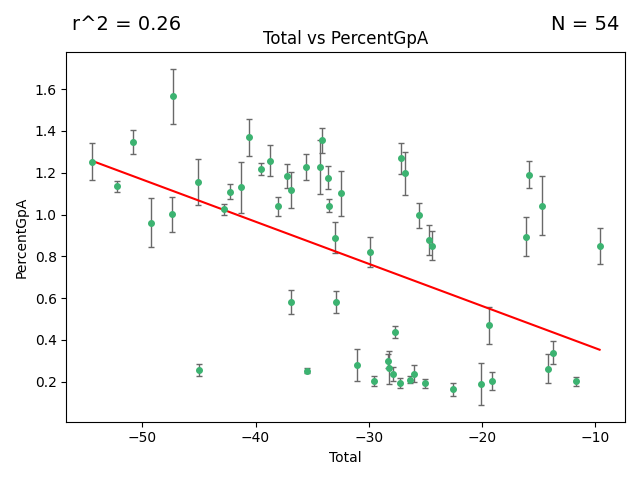 r^2 = 0.26
N = 54
Total vs PercentGpA
1.6
1.4
1.2
1.0
0.8
0.6
0.4
0.2
PercentGpA
−50
−40
−30
−20
−10
Total